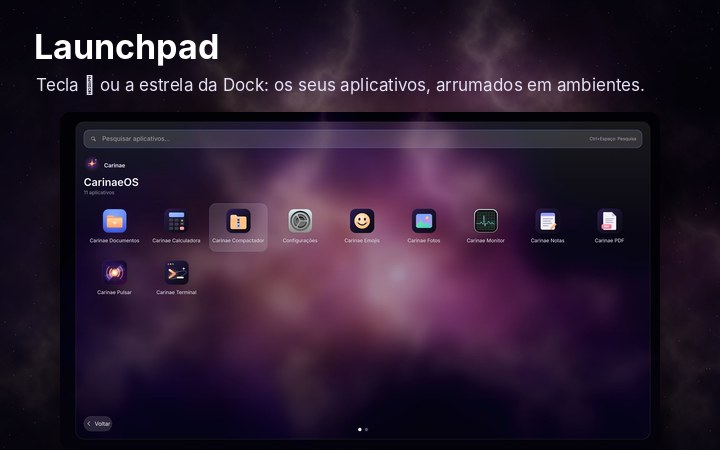 Launchpad
Tecla ou a estrela da Dock: os seus aplicativos, arrumados em ambientes.
Pesquisar aplicativos... Ctrl+Espaço: Pesquisa
Carinae
CarinaeOS
11 aplicativos
Carinae Documentos Carinae Calculadora Carinae Compactador Configurações Carinae Emojis Carinae Fotos Carinae Monitor Carinae Notas Carinae PDF
Carinae Pulsar Carinae Terminal
Voltar